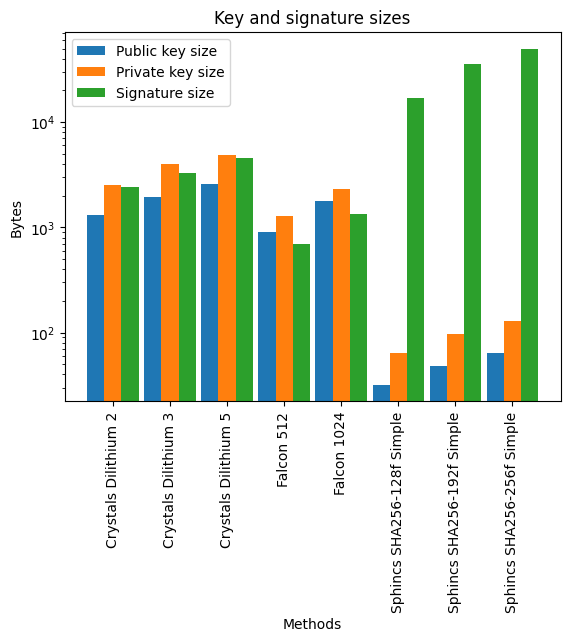 Key and signature sizes
Public key size
Private key size
Signature size
10^4
10^3
10^2
Bytes
Crystals Dilithium 2
Crystals Dilithium 3
Crystals Dilithium 5
Falcon 512
Falcon 1024
Sphincs SHA256-128f Simple
Sphincs SHA256-192f Simple
Sphincs SHA256-256f Simple
Methods